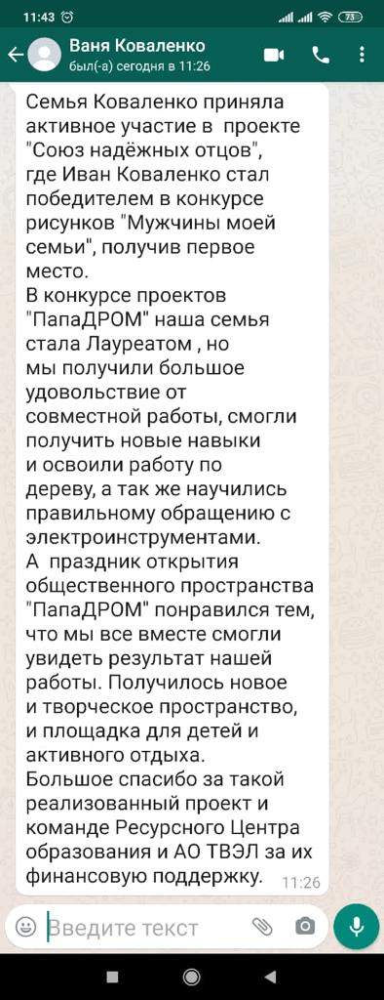 11:43
73
Ваня Коваленко
был(-а) сегодня в 11:26
Семья Коваленко приняла
активное участие в  проекте
"Союз надёжных отцов",
где Иван Коваленко стал
победителем в конкурсе
рисунков "Мужчины моей
семьи", получив первое
место.
В конкурсе проектов
"ПапаДРОМ" наша семья
стала Лауреатом , но
мы получили большое
удовольствие от
совместной работы, смогли
получить новые навыки
и освоили работу по
дереву, а так же научились
правильному обращению с
электроинструментами.
А  праздник открытия
общественного пространства
"ПапаДРОМ" понравился тем,
что мы все вместе смогли
увидеть результат нашей
работы. Получилось новое
и творческое пространство,
и площадка для детей и
активного отдыха.
Большое спасибо за такой
реализованный проект и
команде Ресурсного Центра
образования и АО ТВЭЛ за их
финансовую поддержку.
11:26
Введите текст